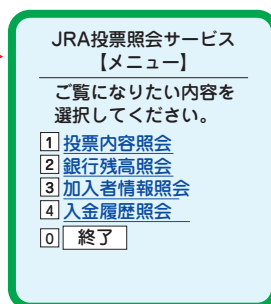 JRA投票照会サービス
【メニュー】
ご覧になりたい内容を
選択してください。
1 投票内容照会
2 銀行残高照会
3 加入者情報照会
4 入金履歴照会
0 終了